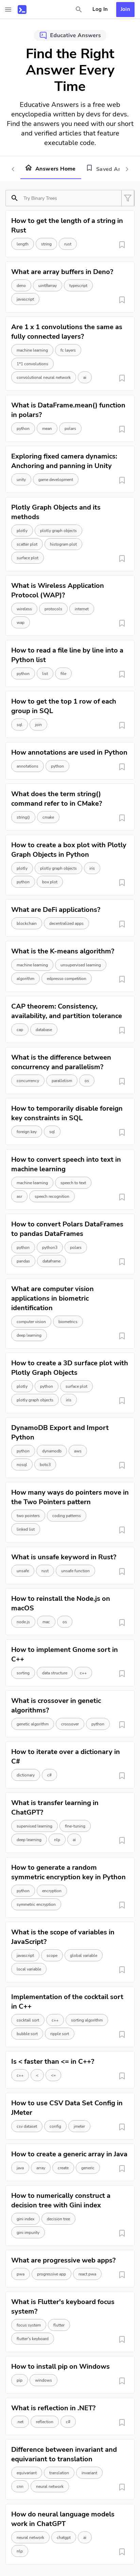 Log In
Join
Educative Answers
Find the Right
Answer Every
Time
Educative Answers is a free web
encyclopedia written by devs for devs.
Find the answers you need with our
shared and verified answers that are
accurate, concise, and contextually
accessible.
Answers Home
Saved An
Try Binary Trees
How to get the length of a string in
Rust
length string rust
What are array buffers in Deno?
deno uint8array typescript
javascript
Are 1 x 1 convolutions the same as
fully connected layers?
machine learning fc layers
1*1 convolutions
convolutional neural network ai
What is DataFrame.mean() function
in polars?
python mean polars
Exploring fixed camera dynamics:
Anchoring and panning in Unity
unity game development
Plotly Graph Objects and its
methods
plotly plotly graph objects
scatter plot histogram plot
surface plot
What is Wireless Application
Protocol (WAP)?
wireless protocols internet
wap
How to read a file line by line into a
Python list
python list file
How to get the top 1 row of each
group in SQL
sql join
How annotations are used in Python
annotations python
What does the term string()
command refer to in CMake?
string() cmake
How to create a box plot with Plotly
Graph Objects in Python
plotly plotly graph objects iris
python box plot
What are DeFi applications?
blockchain decentralized apps
What is the K-means algorithm?
machine learning unsupervised learning
algorithm edpresso competition
CAP theorem: Consistency,
availability, and partition tolerance
cap database
What is the difference between
concurrency and parallelism?
concurrency parallelism os
How to temporarily disable foreign
key constraints in SQL
foreign key sql
How to convert speech into text in
machine learning
machine learning speech to text
asr speech recognition
How to convert Polars DataFrames
to pandas DataFrames
python python3 polars
pandas dataframe
What are computer vision
applications in biometric
identification
computer vision biometrics
deep learning
How to create a 3D surface plot with
Plotly Graph Objects
plotly python surface plot
plotly graph objects iris
DynamoDB Export and Import
Python
python dynamodb aws
nosql boto3
How many ways do pointers move in
the Two Pointers pattern
two pointers coding patterns
linked list
What is unsafe keyword in Rust?
unsafe rust unsafe function
How to reinstall the Node.js on
macOS
node.js mac os
How to implement Gnome sort in
C++
sorting data structure c++
What is crossover in genetic
algorithms?
genetic algorithm crossover python
How to iterate over a dictionary in
C#
dictionary c#
What is transfer learning in
ChatGPT?
supervised learning fine-tuning
deep learning nlp ai
How to generate a random
symmetric encryption key in Python
python encryption
symmetric encryption
What is the scope of variables in
JavaScript?
javascript scope global variable
local variable
Implementation of the cocktail sort
in C++
cocktail sort c++ sorting algorithm
bubble sort ripple sort
Is < faster than <= in C++?
c++ < <=
How to use CSV Data Set Config in
JMeter
csv dataset config jmeter
How to create a generic array in Java
java array create generic
How to numerically construct a
decision tree with Gini index
gini index decision tree
gini impurity
What are progressive web apps?
pwa progressive app react pwa
What is Flutter's keyboard focus
system?
focus system flutter
flutter's keyboard
How to install pip on Windows
pip windows
What is reflection in .NET?
.net reflection c#
Difference between invariant and
equivariant to translation
equivariant translation invariant
cnn neural network
How do neural language models
work in ChatGPT
neural network chatgpt ai
nlp